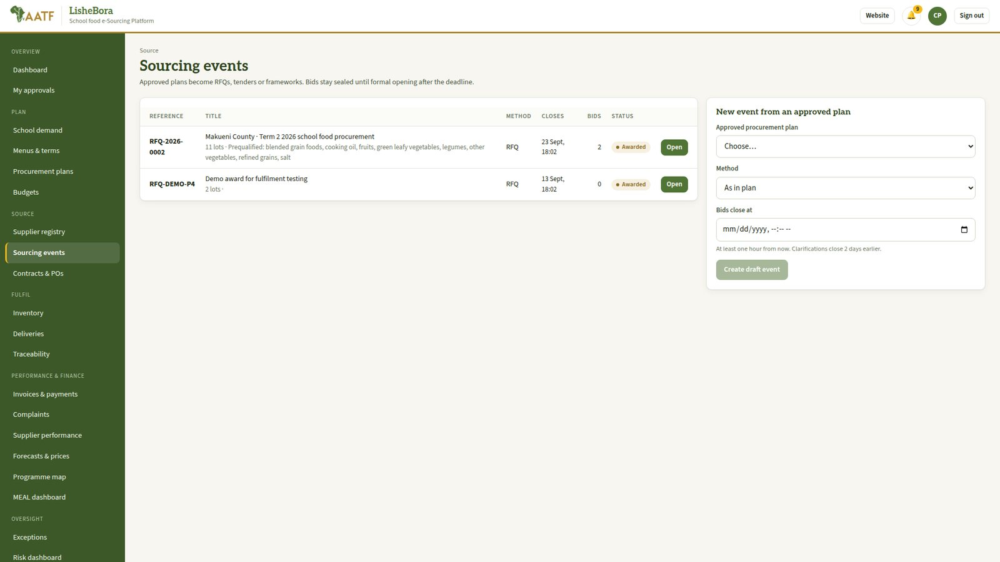 AATF
LisheBora
School food e-Sourcing Platform
Website
9
CP
Sign out
OVERVIEW
Dashboard
My approvals
PLAN
School demand
Menus & terms
Procurement plans
Budgets
SOURCE
Supplier registry
Sourcing events
Contracts & POs
FULFIL
Inventory
Deliveries
Traceability
PERFORMANCE & FINANCE
Invoices & payments
Complaints
Supplier performance
Forecasts & prices
Programme map
MEAL dashboard
OVERSIGHT
Exceptions
Risk dashboard
Source
Sourcing events
Approved plans become RFQs, tenders or frameworks. Bids stay sealed until formal opening after the deadline.
REFERENCE TITLE METHOD CLOSES BIDS STATUS
RFQ-2026-
0002
Makueni County · Term 2 2026 school food procurement
11 lots · Prequalified: blended grain foods, cooking oil, fruits, green leafy vegetables, legumes, other
vegetables, refined grains, salt
RFQ
23 Sept,
18:02
2
Awarded
Open
RFQ-DEMO-P4
Demo award for fulfilment testing
2 lots ·
RFQ
13 Sept,
18:02
0
Awarded
Open
New event from an approved plan
Approved procurement plan
Choose...
Method
As in plan
Bids close at
mm/dd/yyyy, --:-- --
At least one hour from now. Clarifications close 2 days earlier.
Create draft event